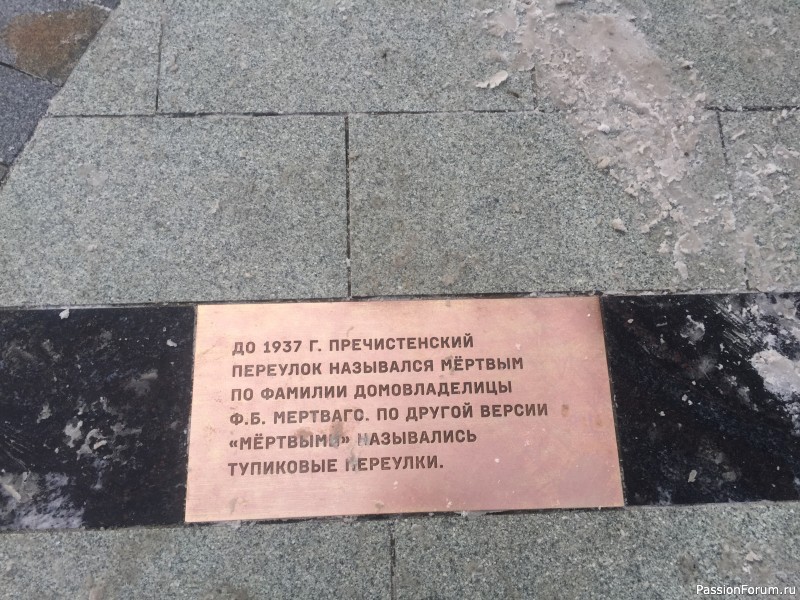 ДО 1937 Г. ПРЕЧИСТЕНСКИЙ
ПЕРЕУЛОК НАЗЫВАЛСЯ МЁРТВЫМ
ПО ФАМИЛИИ ДОМОВЛАДЕЛИЦЫ
Ф.Б. МЕРТВАГО. ПО ДРУГОЙ ВЕРСИИ
«МЁРТВЫМИ» НАЗЫВАЛИСЬ
ТУПИКОВЫЕ ПЕРЕУЛКИ.
PassionForum.ru